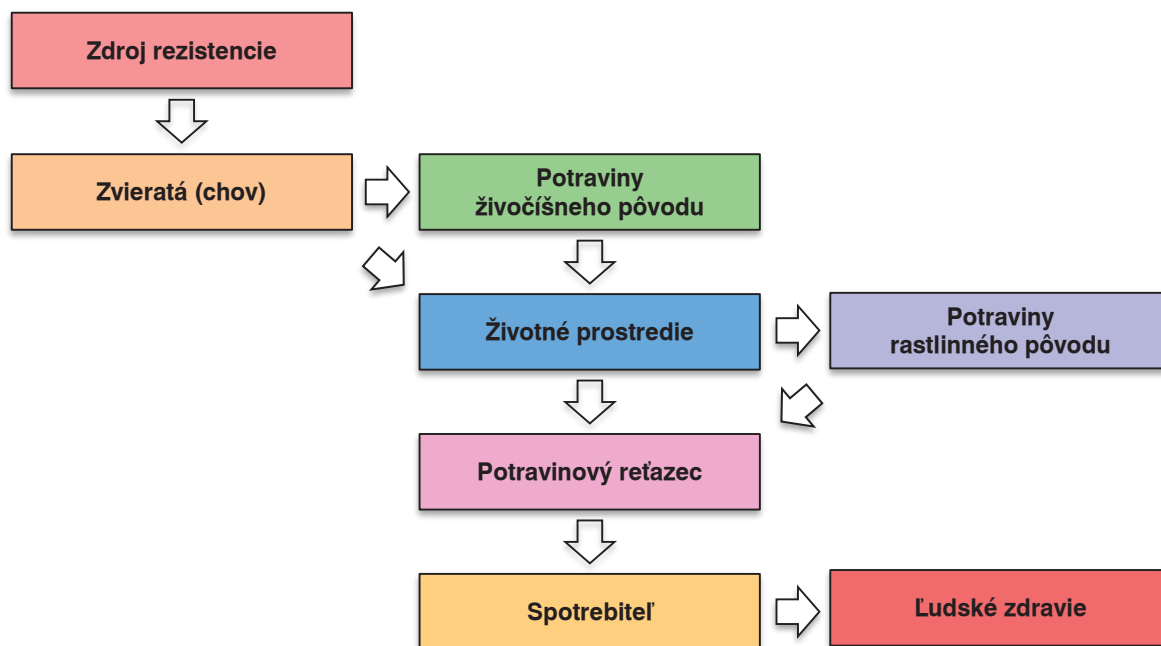 Zdroj rezistencie
Zvieratá (chov)
Potraviny
živočíšneho pôvodu
Životné prostredie
Potraviny
rastlinného pôvodu
Potravinový reťazec
Spotrebiteľ
Ľudské zdravie